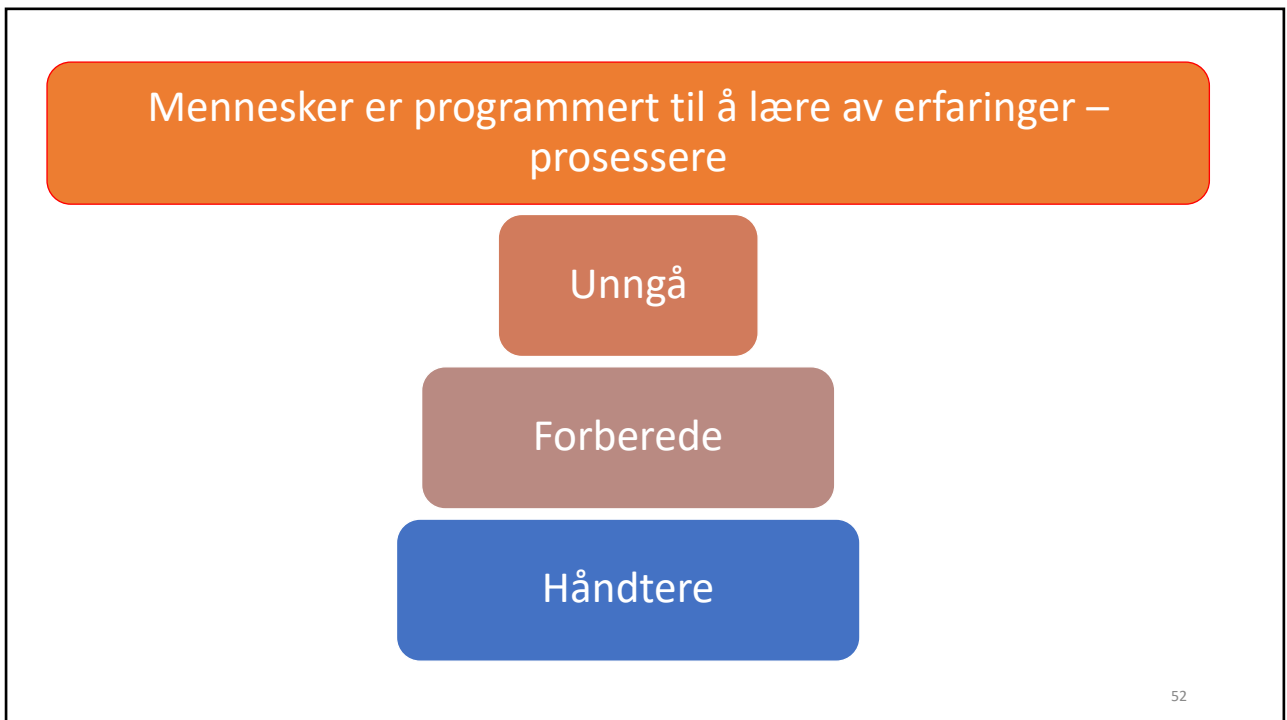 Mennesker er programmert til å lære av erfaringer –
prosessere
Unngå
Forberede
Håndtere
52